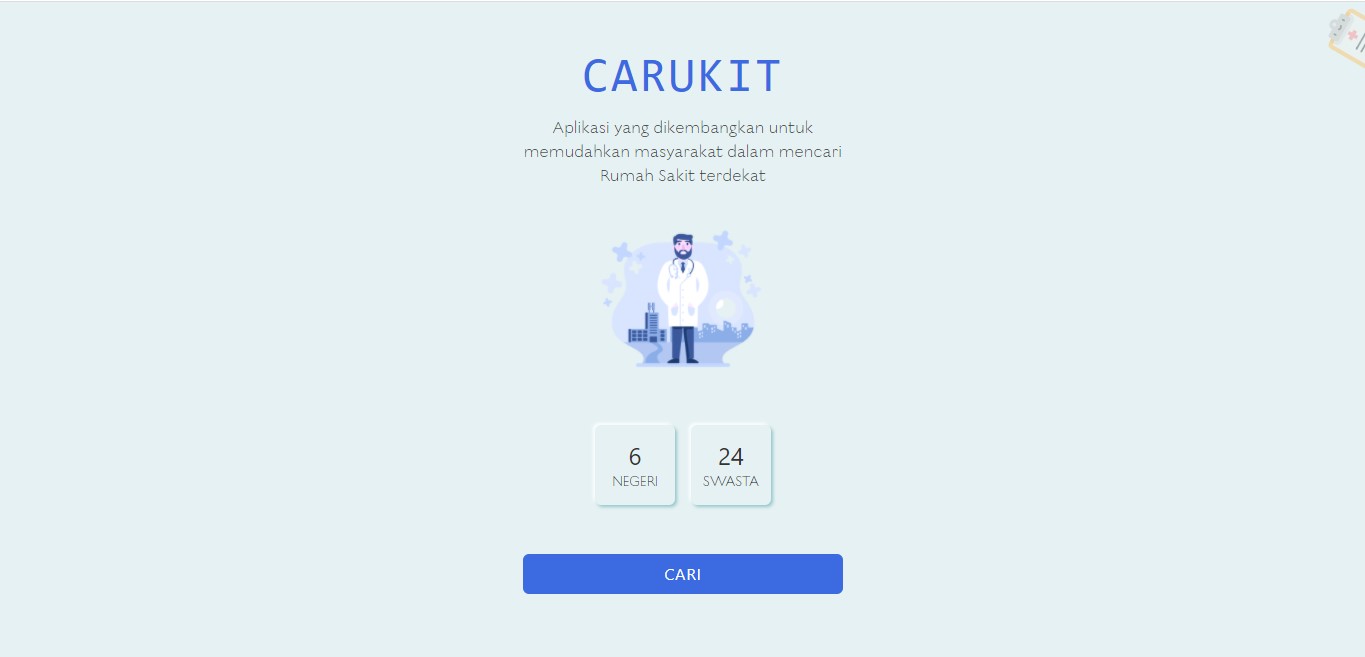 CARUKIT
Aplikasi yang dikembangkan untuk
memudahkan masyarakat dalam mencari
Rumah Sakit terdekat
6
NEGERI
24
SWASTA
CARI